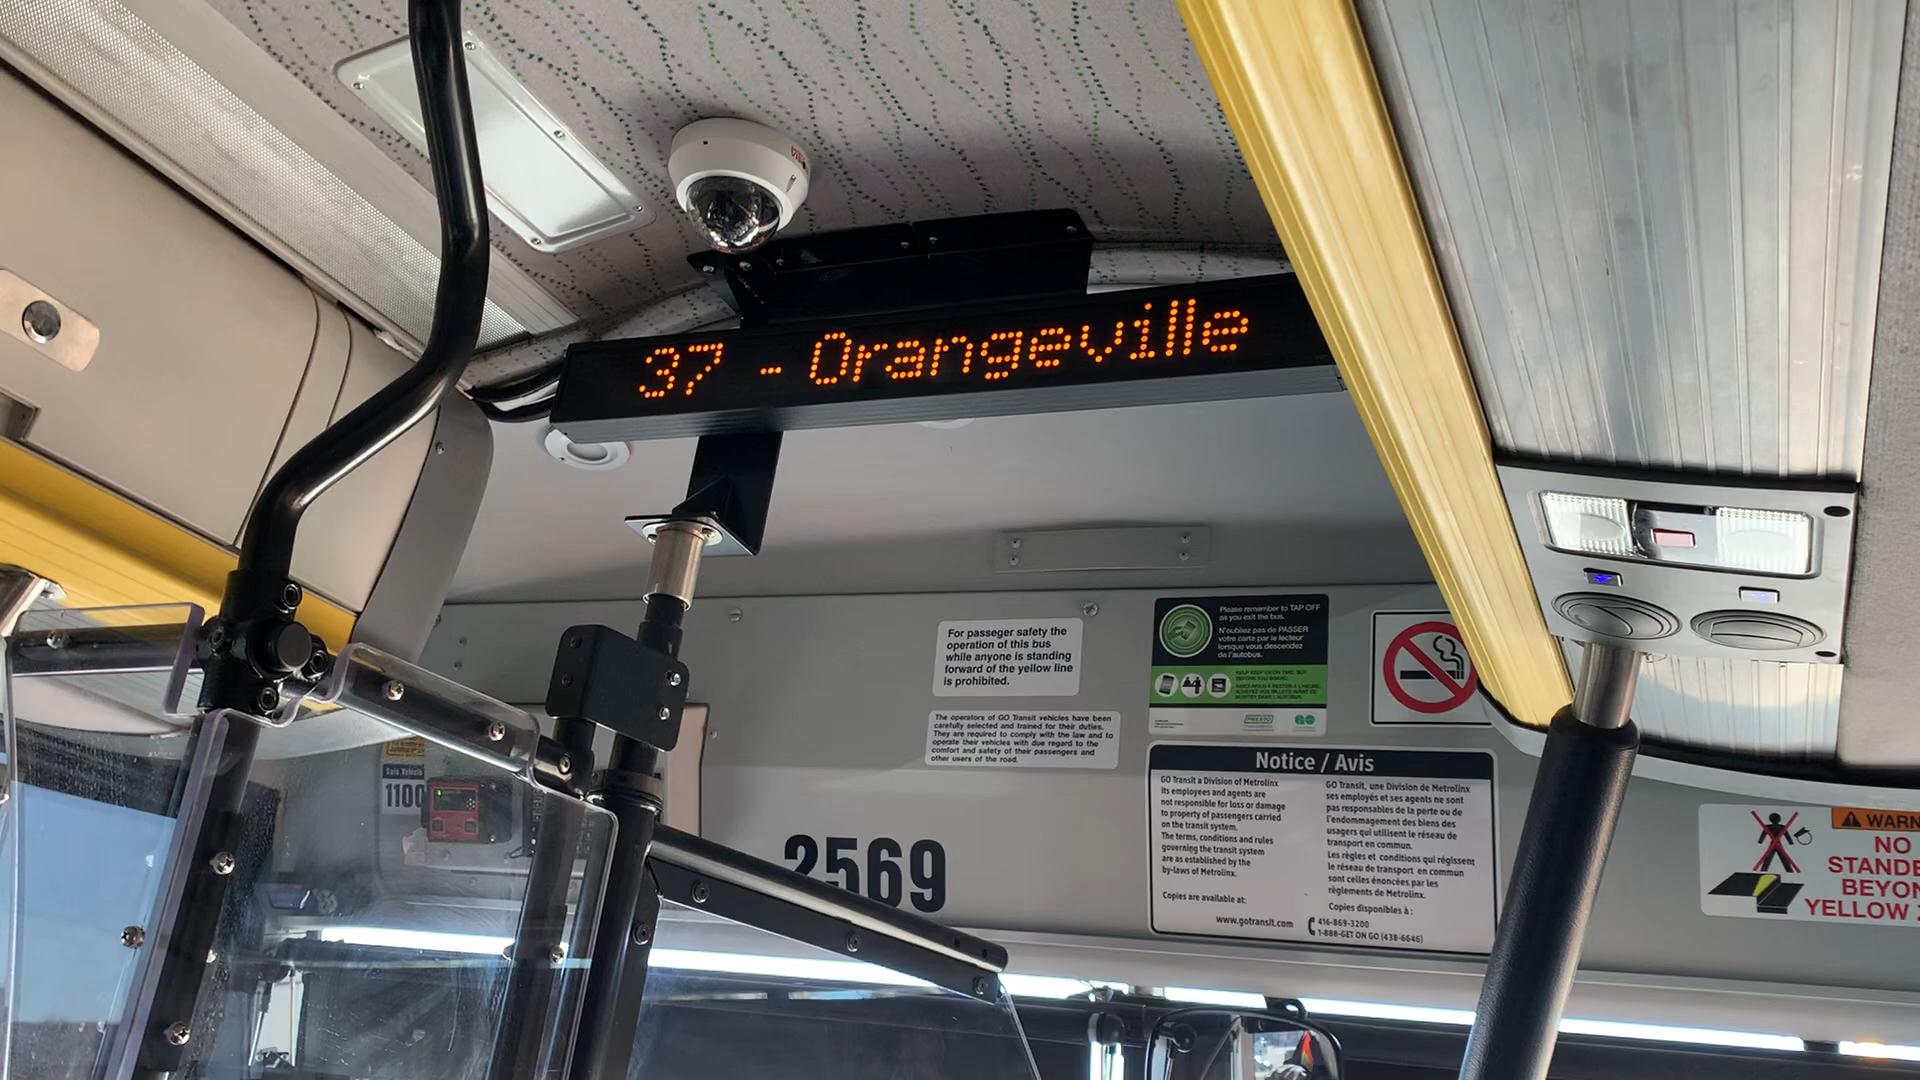 37 - Orangeville
For passeger safety the
operation of this bus
while anyone is standing
forward of the yellow line
is prohibited.
The operators of GO Transit vehicles have been
carefully selected and trained for their duties.
They are required to comply with the law and to
operate their vehicles with due regard to the
comfort and safety of their passengers and
other users of the road.
Please remember to TAP OFF
as you exit the bus.
N'oubliez pas de PASSER
votre carte par le lecteur
lorsque vous descendez
de l'autobus.
PRESTO
GO
Notice / Avis
GO Transit a Division of Metrolinx
its employees and agents are
not responsible for loss or damage
to property of passengers carried
on the transit system.
The terms, conditions and rules
governing the transit system
are as established by the
by-laws of Metrolinx.
Copies are available at:
www.gotransit.com
GO Transit, une Division de Metrolinx
ses employés et ses agents ne sont
pas responsables de la perte ou de
l'endommagement des biens des
usagers qui utilisent le réseau de
transport en commun.
Les règles et conditions qui régissent
le réseau de transport en commun
sont celles énoncées par les
règlements de Metrolinx.
Copies disponibles à :
416-869-3200
1-888-GET ON GO (438-6646)
2569
1100
WARN
NO
STANDE
BEYON
YELLOW